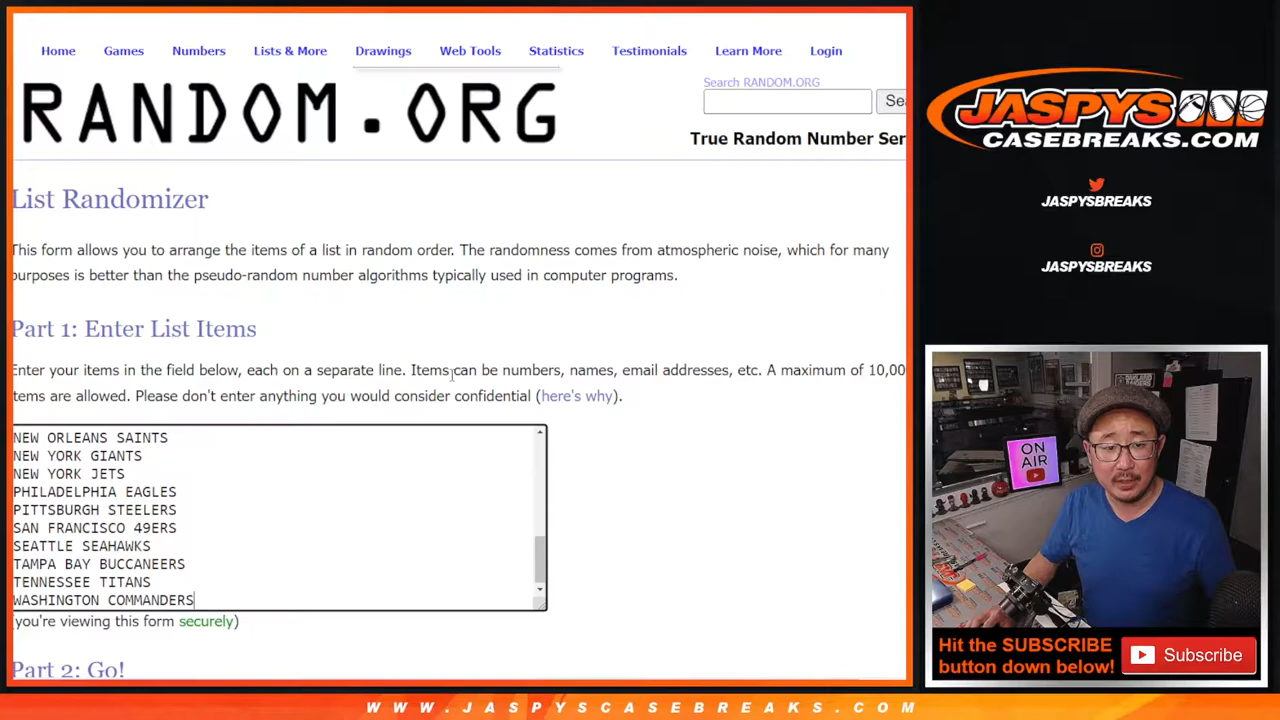 Home Games Numbers Lists & More Drawings Web Tools Statistics Testimonials Learn More Login
RANDOM.ORG
Search RANDOM.ORG
Sea
True Random Number Ser
List Randomizer
This form allows you to arrange the items of a list in random order. The randomness comes from atmospheric noise, which for many
purposes is better than the pseudo-random number algorithms typically used in computer programs.
Part 1: Enter List Items
Enter your items in the field below, each on a separate line. Items can be numbers, names, email addresses, etc. A maximum of 10,00
items are allowed. Please don't enter anything you would consider confidential (here's why).
NEW ORLEANS SAINTS
NEW YORK GIANTS
NEW YORK JETS
PHILADELPHIA EAGLES
PITTSBURGH STEELERS
SAN FRANCISCO 49ERS
SEATTLE SEAHAWKS
TAMPA BAY BUCCANEERS
TENNESSEE TITANS
WASHINGTON COMMANDERS
(you're viewing this form securely)
Part 2: Go!
JASPYS
CASEBREAKS.COM
JASPYSBREAKS
JASPYSBREAKS
ON
AIR
Hit the SUBSCRIBE
button down below!
Subscribe
WWW.JASPYSCASEBREAKS.COM